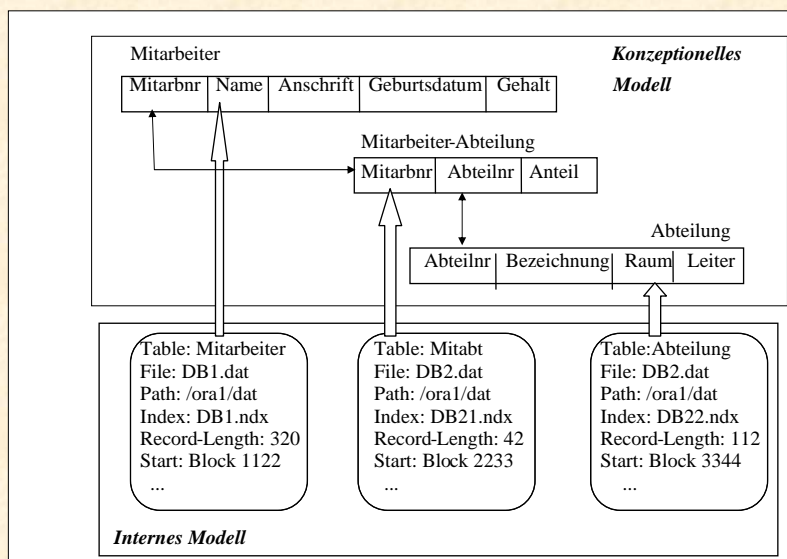 Mitarbeiter
Konzeptionelles
Modell
Mitarbnr Name Anschrift Geburtsdatum Gehalt
Mitarbeiter-Abteilung
Mitarbnr Abteilnr Anteil
Abteilung
Abteilnr Bezeichnung Raum Leiter
Table: Mitarbeiter
File: DB1.dat
Path: /ora1/dat
Index: DB1.ndx
Record-Length: 320
Start: Block 1122
...
Table: Mitabt
File: DB2.dat
Path: /ora1/dat
Index: DB21.ndx
Record-Length: 42
Start: Block 2233
...
Table:Abteilung
File: DB2.dat
Path: /ora1/dat
Index: DB22.ndx
Record-Length: 112
Start: Block 3344
...
Internes Modell